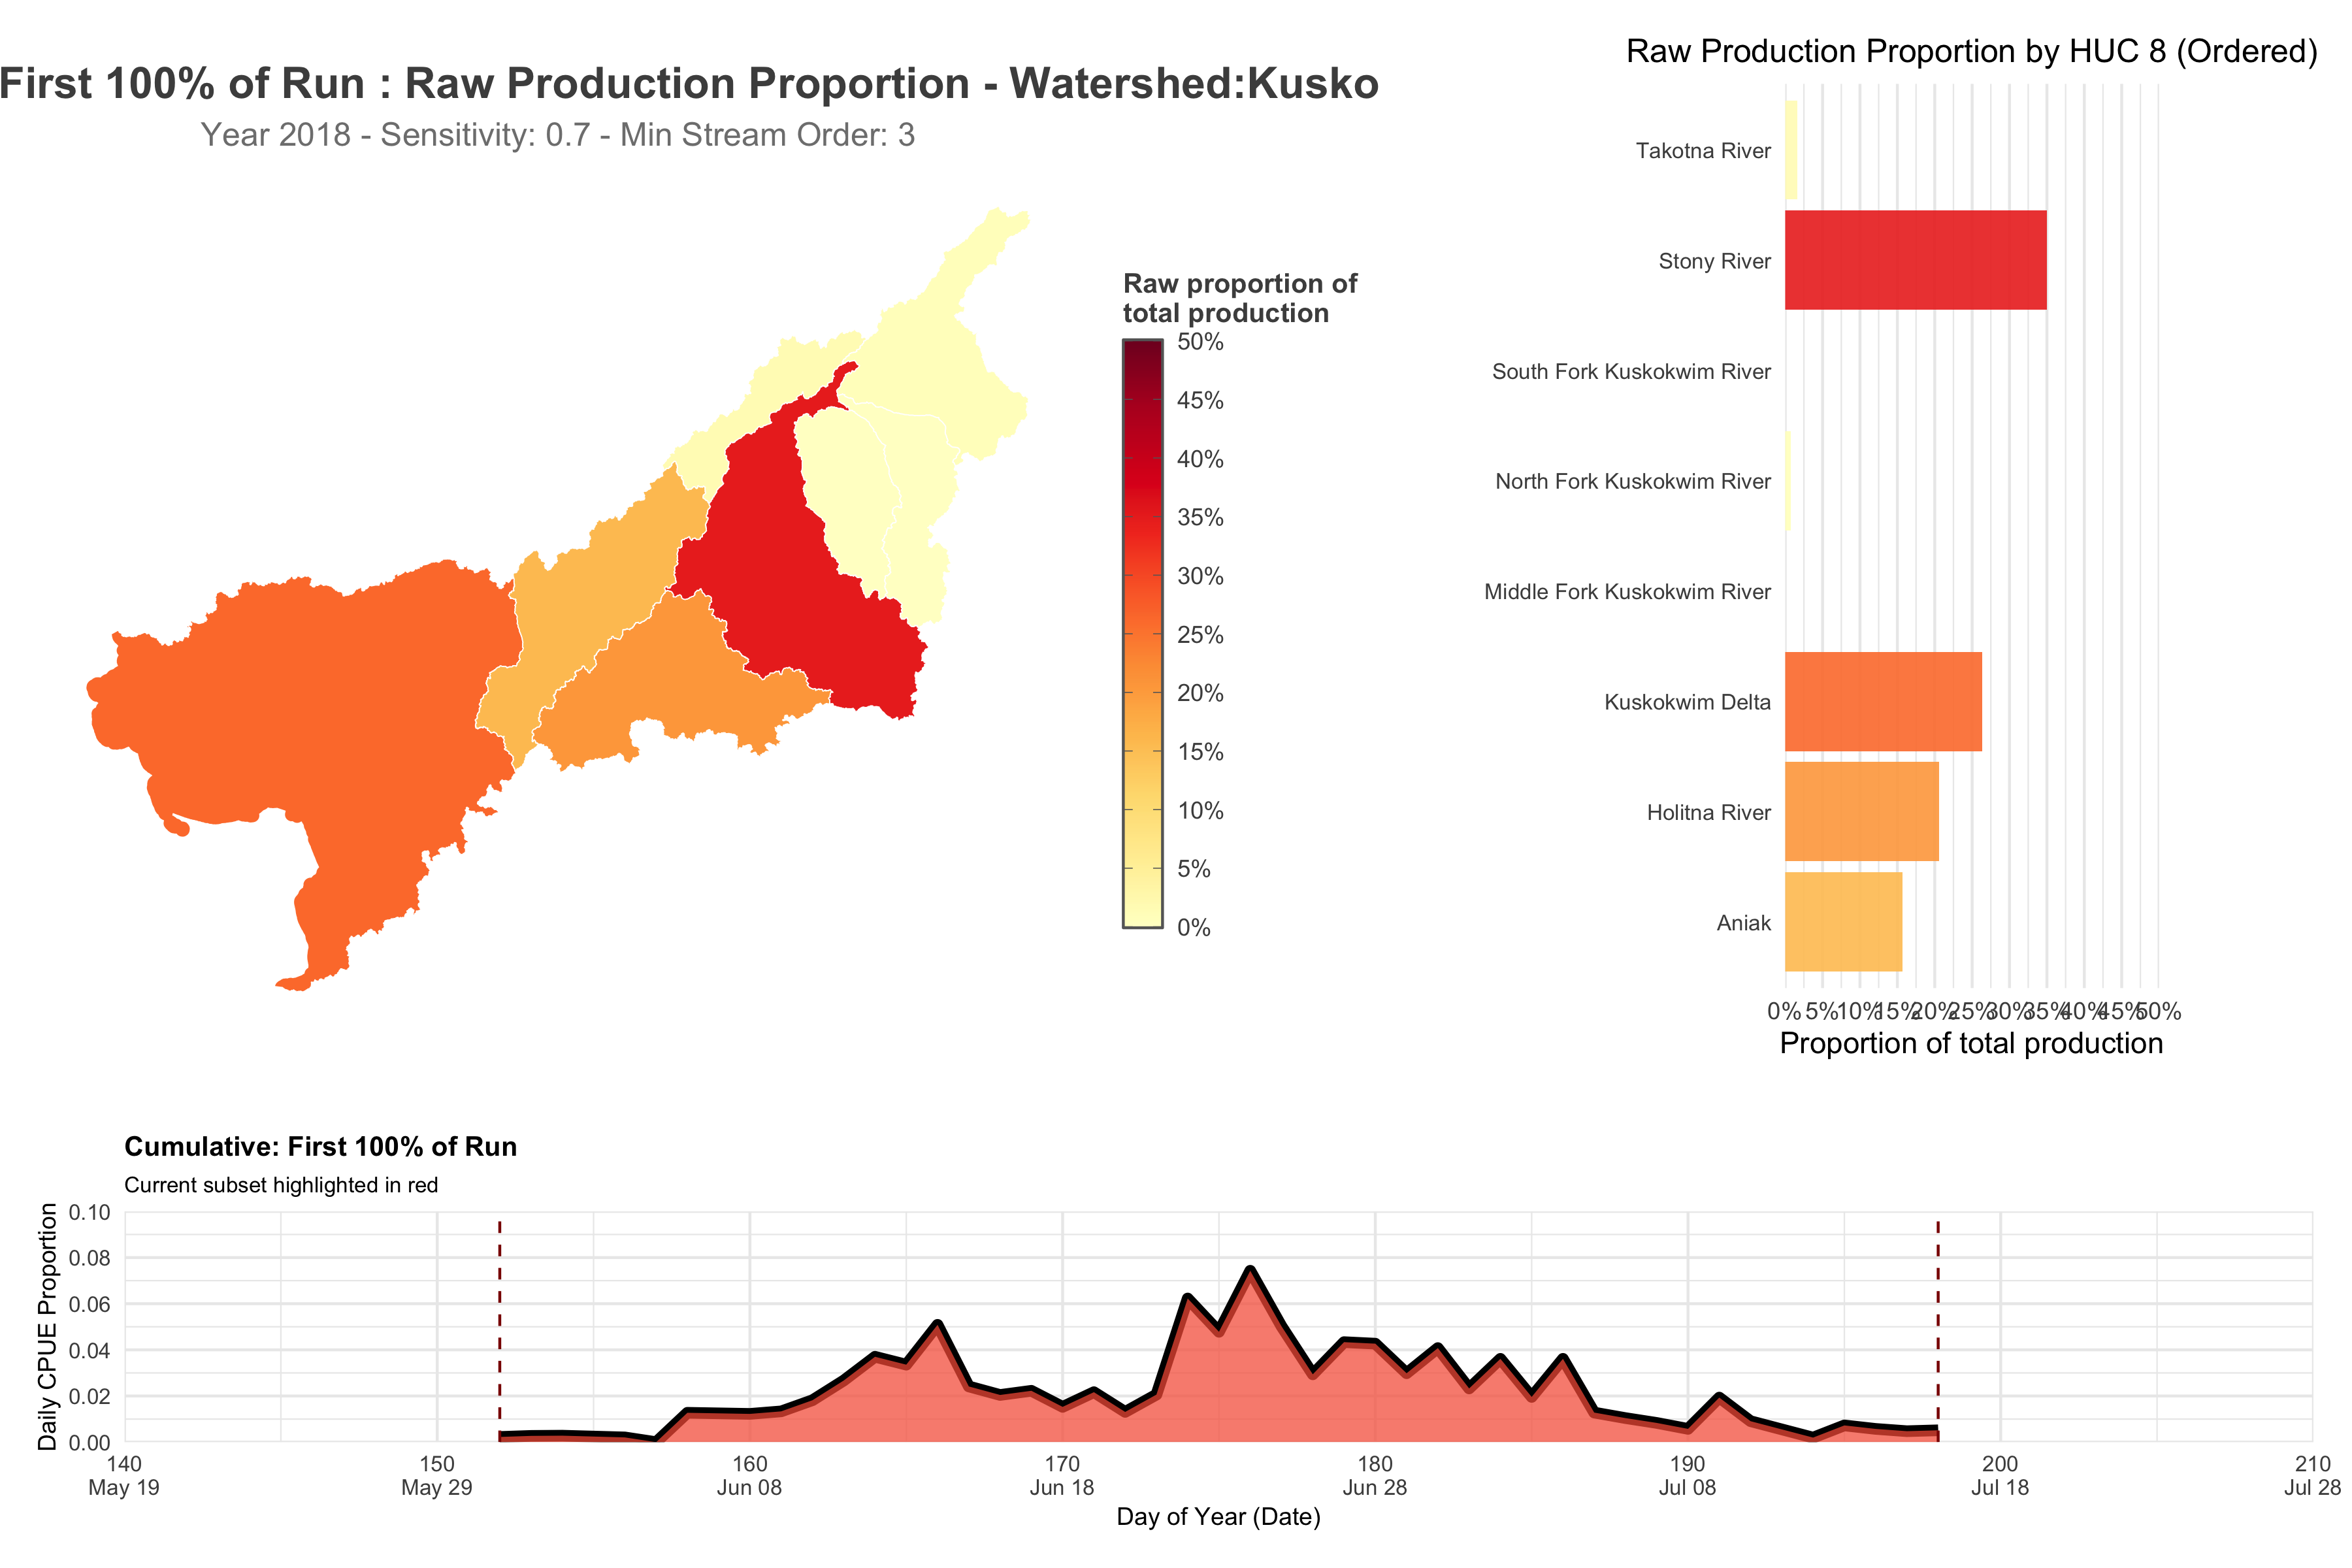 First 100% of Run : Raw Production Proportion - Watershed:Kusko
Year 2018 - Sensitivity: 0.7 - Min Stream Order: 3
Raw proportion of
total production
50%
45%
40%
35%
30%
25%
20%
15%
10%
5%
0%
Raw Production Proportion by HUC 8 (Ordered)
Takotna River
Stony River
South Fork Kuskokwim River
North Fork Kuskokwim River
Middle Fork Kuskokwim River
Kuskokwim Delta
Holitna River
Aniak
0% 5% 10% 15% 20% 25% 30% 35% 40% 45% 50%
Proportion of total production
Cumulative: First 100% of Run
Current subset highlighted in red
Daily CPUE Proportion
0.10
0.08
0.06
0.04
0.02
0.00
140 150 160 170 180 190 200 210
May 19 May 29 Jun 08 Jun 18 Jun 28 Jul 08 Jul 18 Jul 28
Day of Year (Date)